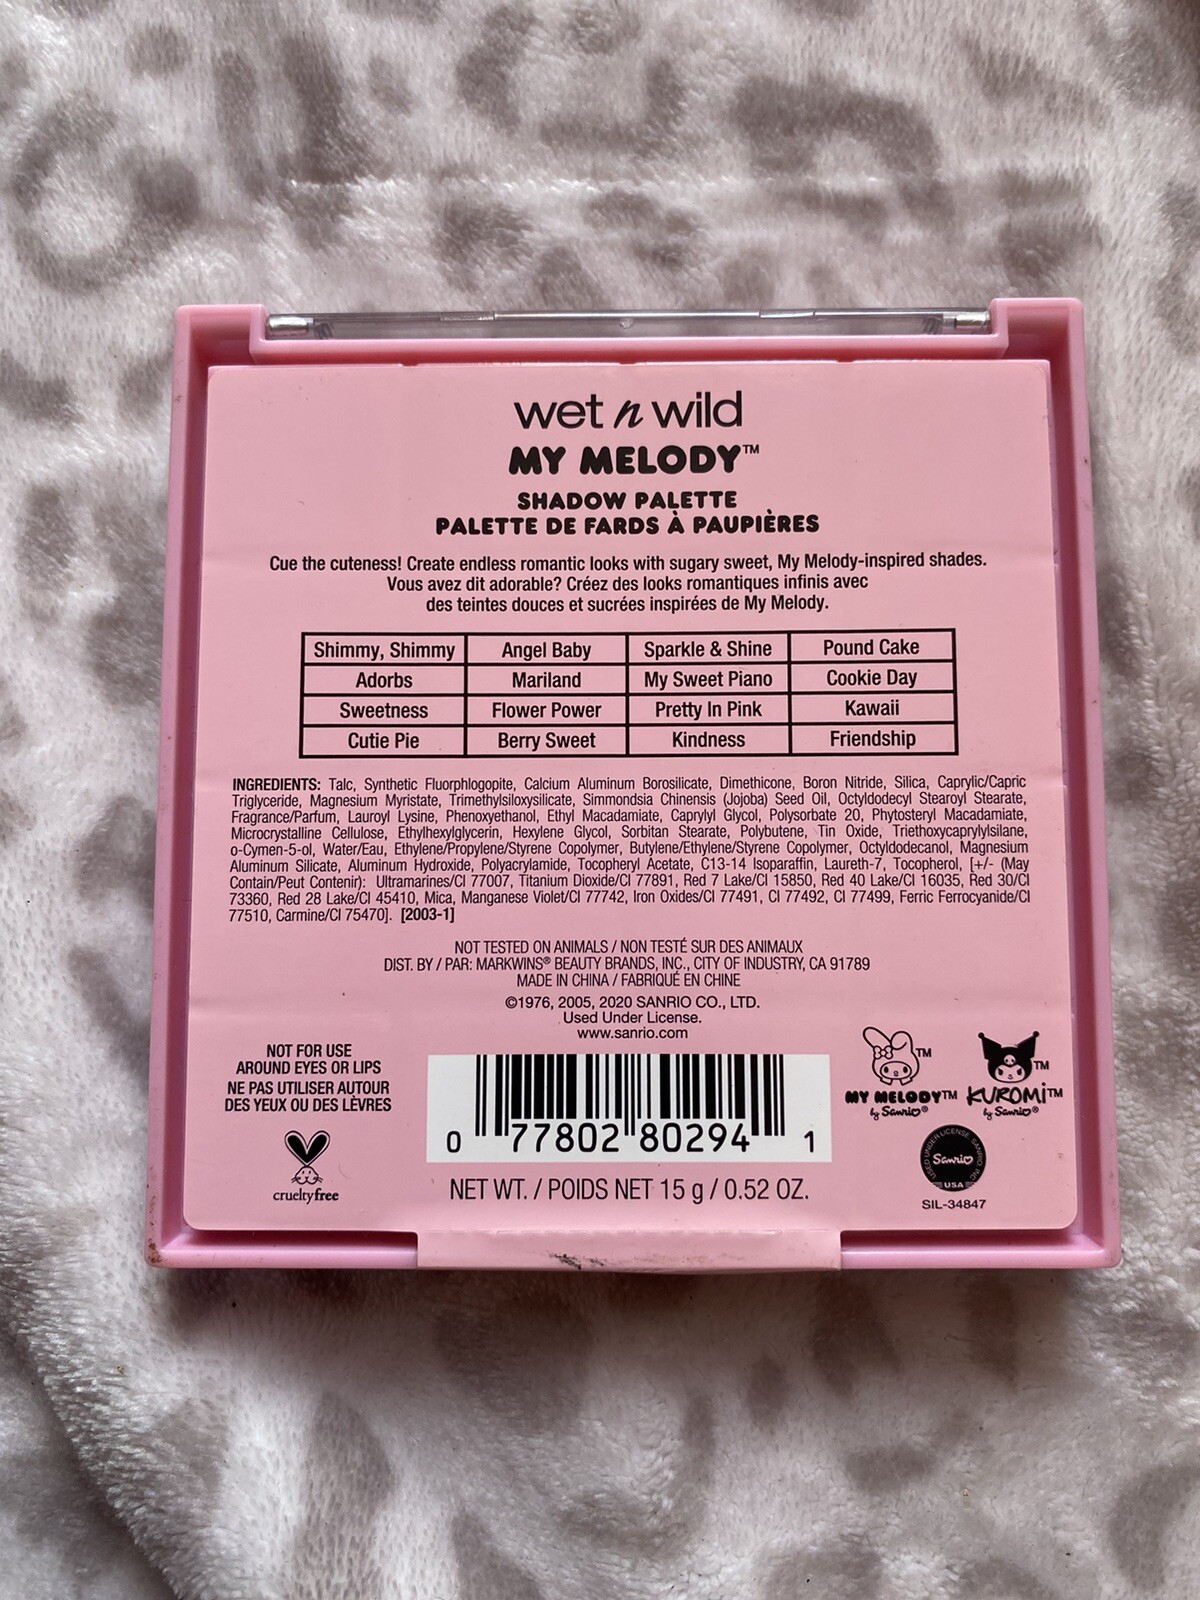 wet n wild
MY MELODY™
SHADOW PALETTE
PALETTE DE FARDS À PAUPIÈRES
Cue the cuteness! Create endless romantic looks with sugary sweet, My Melody-inspired shades.
Vous avez dit adorable? Créez des looks romantiques infinis avec
des teintes douces et sucrées inspirées de My Melody.
Shimmy, Shimmy Angel Baby Sparkle & Shine Pound Cake
Adorbs Mariland My Sweet Piano Cookie Day
Sweetness Flower Power Pretty In Pink Kawaii
Cutie Pie Berry Sweet Kindness Friendship
INGREDIENTS: Talc, Synthetic Fluorphlogopite, Calcium Aluminum Borosilicate, Dimethicone, Boron Nitride, Silica, Caprylic/Capric
Triglyceride, Magnesium Myristate, Trimethylsiloxysilicate, Simmondsia Chinensis (Jojoba) Seed Oil, Octyldodecyl Stearoyl Stearate,
Fragrance/Parfum, Lauroyl Lysine, Phenoxyethanol, Ethyl Macadamiate, Caprylyl Glycol, Polysorbate 20, Phytosteryl Macadamiate,
Microcrystalline Cellulose, Ethylhexylglycerin, Hexylene Glycol, Sorbitan Stearate, Polybutene, Tin Oxide, Triethoxycaprylylsilane,
o-Cymen-5-ol, Water/Eau, Ethylene/Propylene/Styrene Copolymer, Butylene/Ethylene/Styrene Copolymer, Octyldodecanol, Magnesium
Aluminum Silicate, Aluminum Hydroxide, Polyacrylamide, Tocopheryl Acetate, C13-14 Isoparaffin, Laureth-7, Tocopherol, [+/- (May
Contain/Peut Contenir): Ultramarines/CI 77007, Titanium Dioxide/CI 77891, Red 7 Lake/CI 15850, Red 40 Lake/CI 16035, Red 30/CI
73360, Red 28 Lake/CI 45410, Mica, Manganese Violet/CI 77742, Iron Oxides/CI 77491, CI 77492, CI 77499, Ferric Ferrocyanide/CI
77510, Carmine/CI 75470]. [2003-1]
NOT TESTED ON ANIMALS / NON TESTÉ SUR DES ANIMAUX
DIST. BY / PAR: MARKWINS® BEAUTY BRANDS, INC., CITY OF INDUSTRY, CA 91789
MADE IN CHINA / FABRIQUÉ EN CHINE
©1976, 2005, 2020 SANRIO CO., LTD.
Used Under License.
www.sanrio.com
NOT FOR USE
AROUND EYES OR LIPS
NE PAS UTILISER AUTOUR
DES YEUX OU DES LÈVRES
crueltyfree
0 77802 80294 1
NET WT. / POIDS NET 15 g / 0.52 OZ.
TM
MY MELODY™
by Sanrio®
TM
KUROMI™
by Sanrio®
USED UNDER LICENSE. SANRIO, INC.
Sanrio
USA
SIL-34847